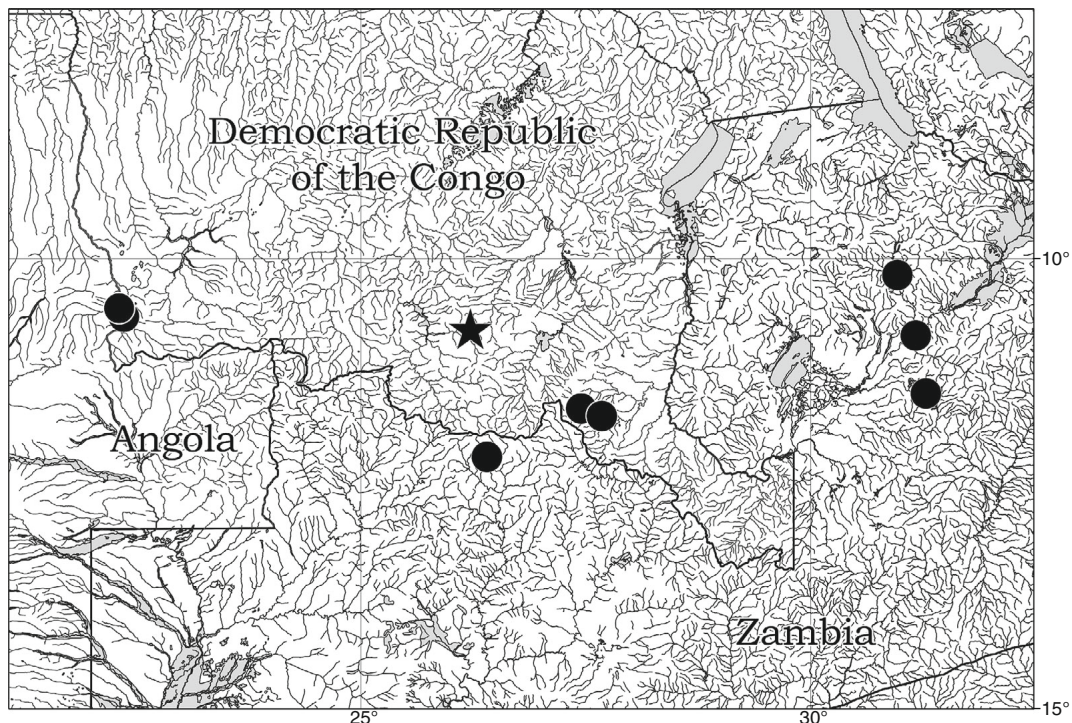 Democratic Republic
of the Congo
10°
Angola
Zambia
25°
30°
15°